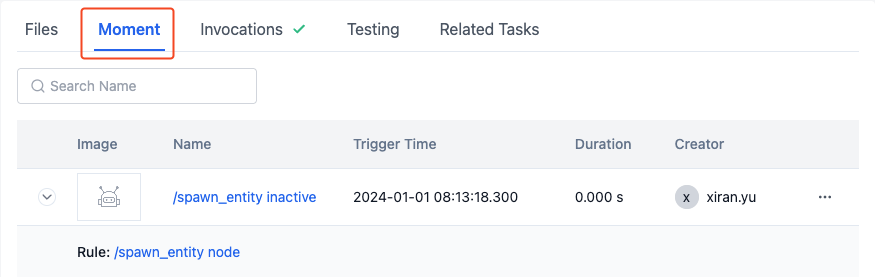 Files Moment Invocations Testing Related Tasks
Search Name
Image Name Trigger Time Duration Creator
/spawn_entity inactive 2024-01-01 08:13:18.300 0.000 s x xiran.yu ···
Rule: /spawn_entity node